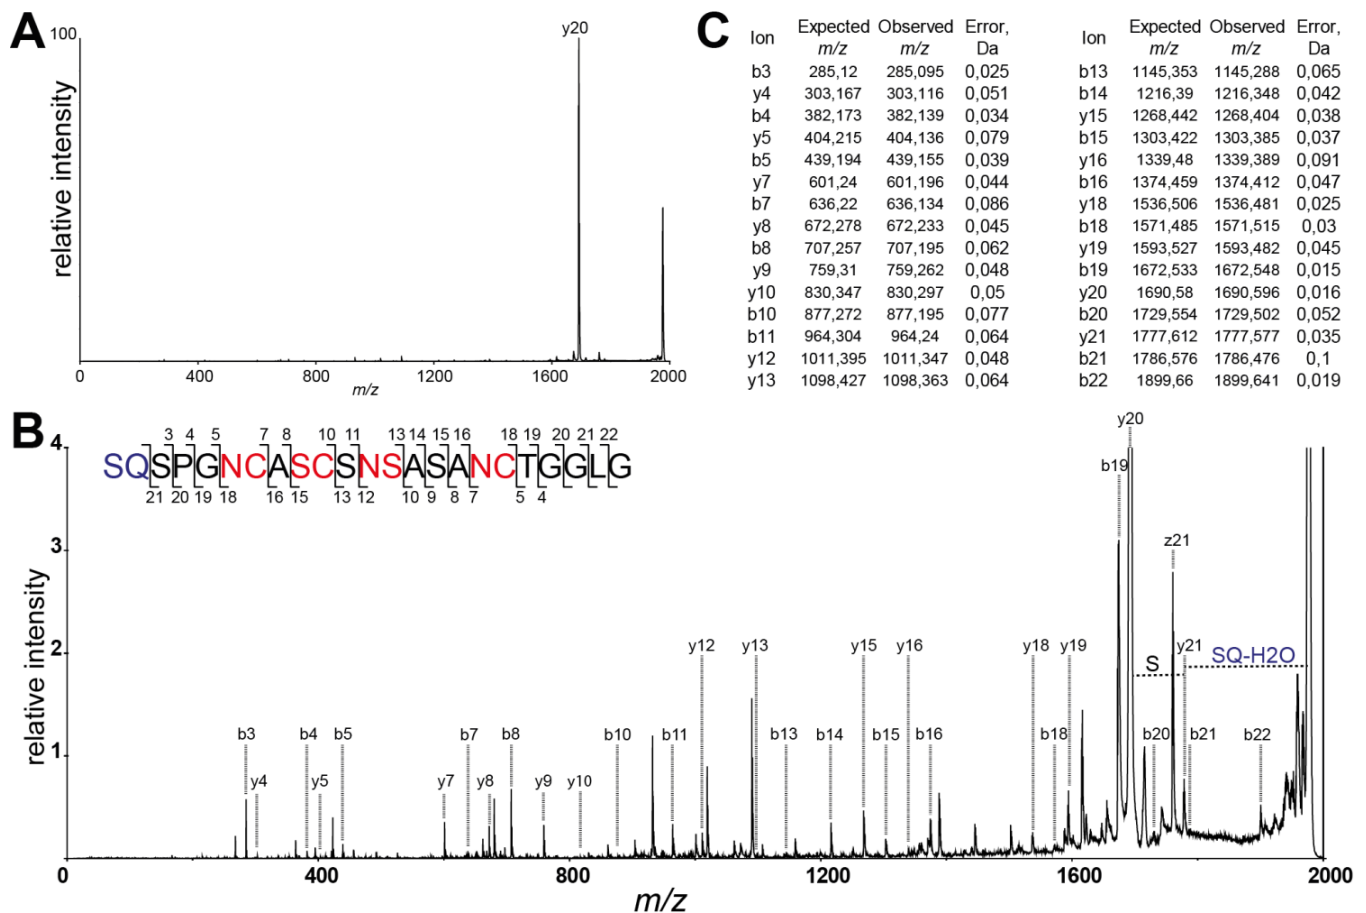 A
100
y20
relative intensity
0
400
800
1200
1600
2000
m/z
C
Ion Expected m/z Observed m/z Error, Da
b3 285,12 285,095 0,025
y4 303,167 303,116 0,051
b4 382,173 382,139 0,034
y5 404,215 404,136 0,079
b5 439,194 439,155 0,039
y7 601,24 601,196 0,044
b7 636,22 636,134 0,086
y8 672,278 672,233 0,045
b8 707,257 707,195 0,062
y9 759,31 759,262 0,048
y10 830,347 830,297 0,05
b10 877,272 877,195 0,077
b11 964,304 964,24 0,064
y12 1011,395 1011,347 0,048
y13 1098,427 1098,363 0,064
Ion Expected m/z Observed m/z Error, Da
b13 1145,353 1145,288 0,065
b14 1216,39 1216,348 0,042
y15 1268,442 1268,404 0,038
b15 1303,422 1303,385 0,037
y16 1339,48 1339,389 0,091
b16 1374,459 1374,412 0,047
y18 1536,506 1536,481 0,025
b18 1571,485 1571,515 0,03
y19 1593,527 1593,482 0,045
b19 1672,533 1672,548 0,015
y20 1690,58 1690,596 0,016
b20 1729,554 1729,502 0,052
y21 1777,612 1777,577 0,035
b21 1786,576 1786,476 0,1
b22 1899,66 1899,641 0,019
B
4
3
2
1
relative intensity
3 4 5 7 8 10 11 13 14 15 16 18 19 20 21 22
SQSPGNCASCSNSASANCTGGLG
21 20 19 18 16 15 13 12 10 9 8 7 5 4
y20
b19
z21
y12 y13 y15 y16 y18 y19 y21 SQ-H2O
S
b3 b4 b5 b7 b8 b10 b11 b13 b14 b15 b16 b18 b20 b21 b22
y4 y5 y7 y8 y9 y10
0 400 800 1200 1600 2000
m/z